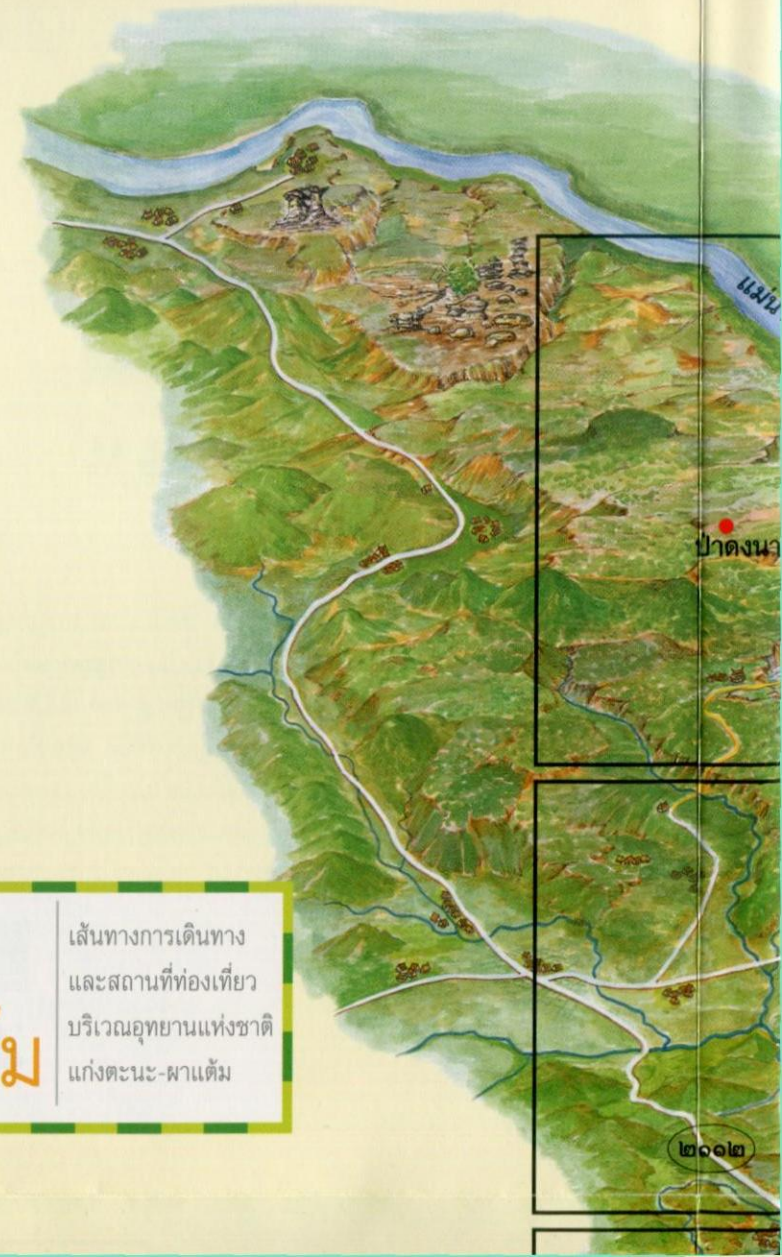 แม่น
ป่าดงนา
เส้นทางการเดินทาง
และสถานที่ท่องเที่ยว
บริเวณอุทยานแห่งชาติ
แก่งตะนะ-ผาแต้ม
๒๑๑๒